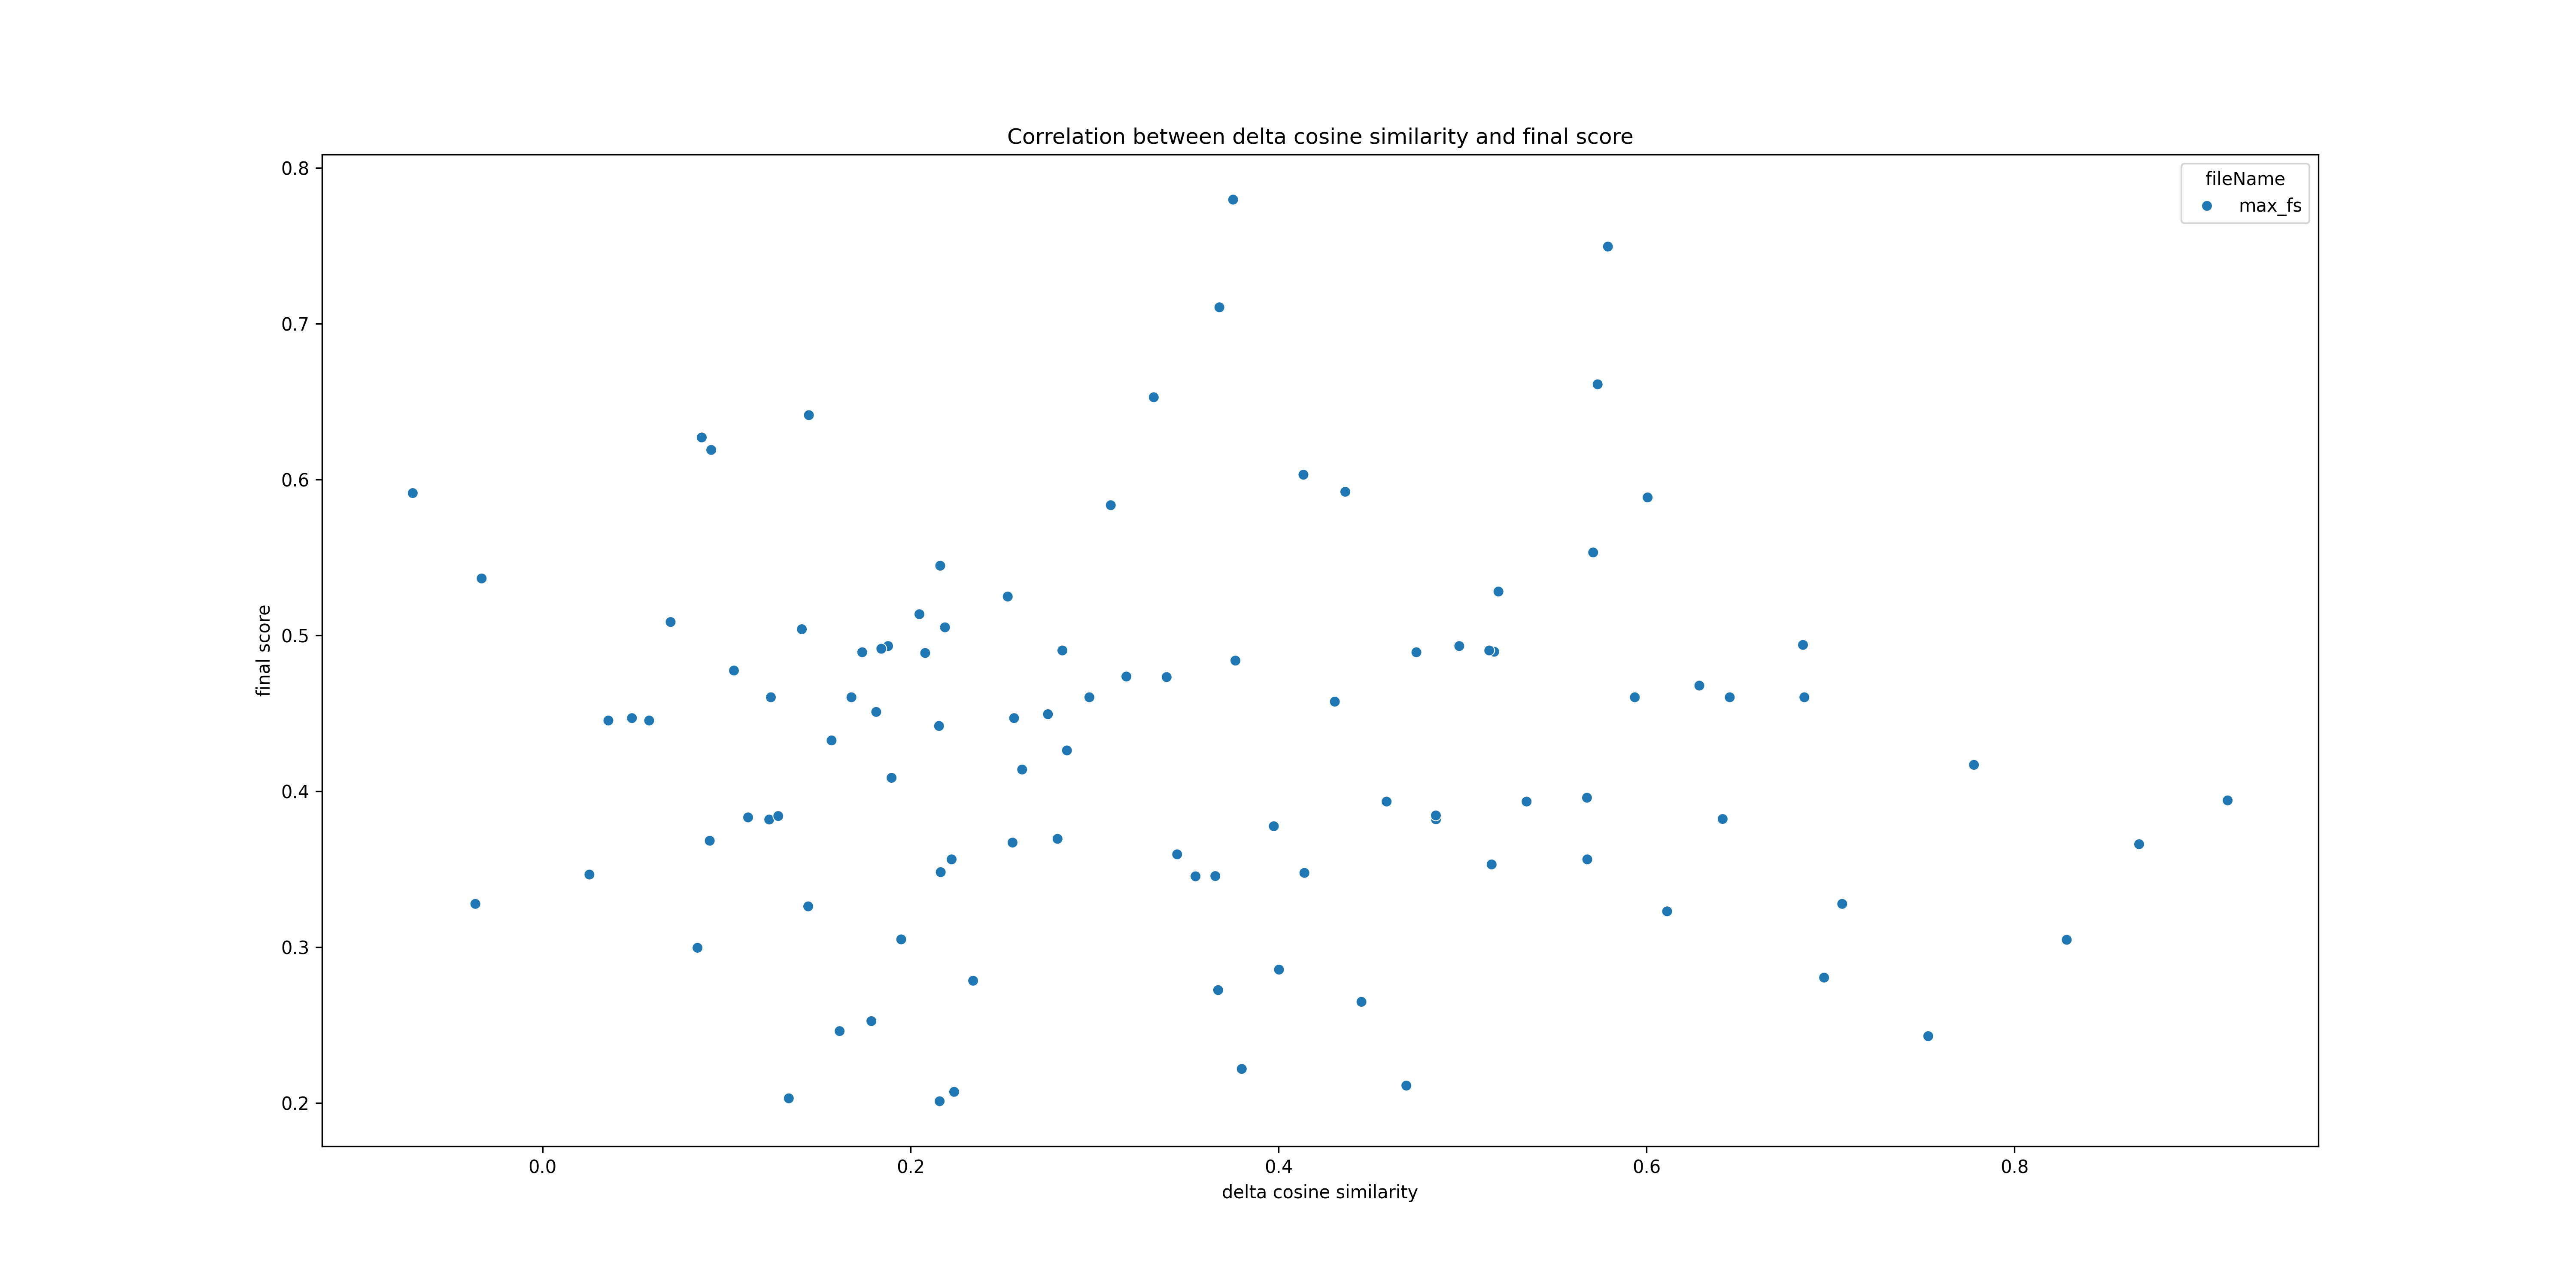 Correlation between delta cosine similarity and final score
fileName
max_fs
0.8
0.7
0.6
0.5
0.4
0.3
0.2
final score
0.0
0.2
0.4
0.6
0.8
delta cosine similarity